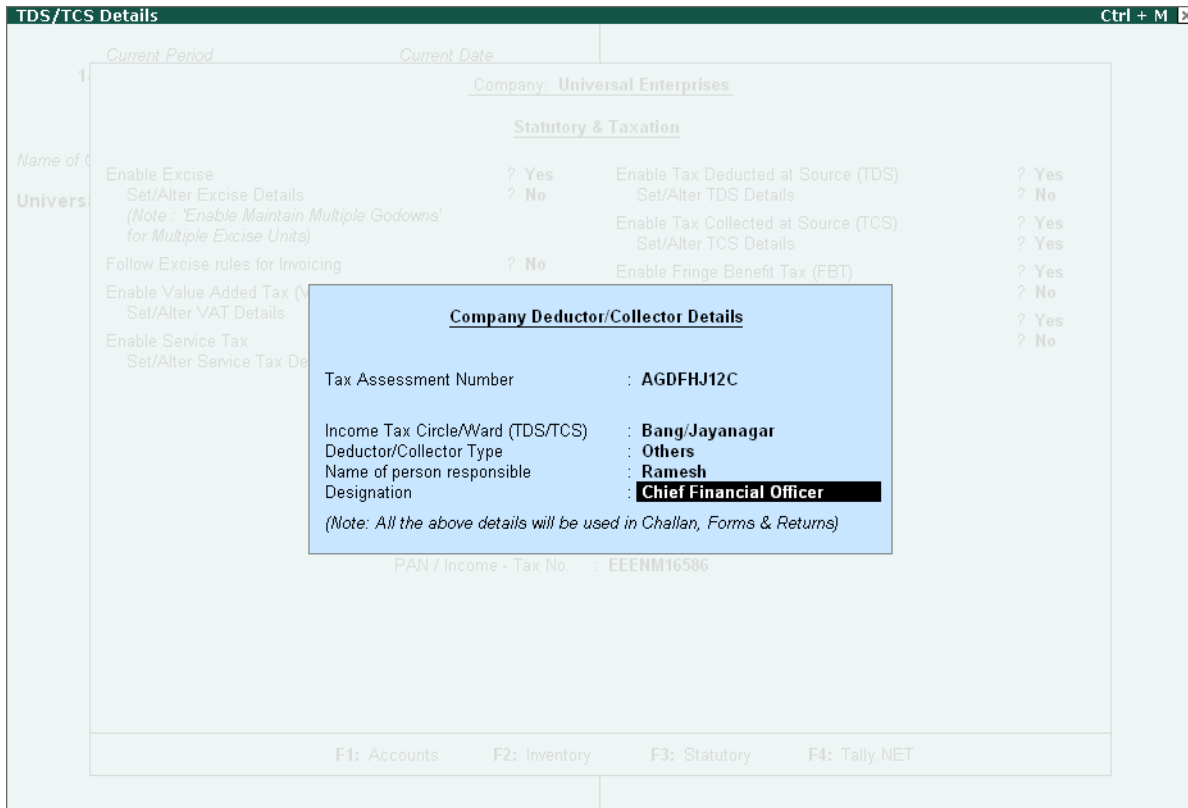 TDS/TCS Details Ctrl + M
Current Period Current Date
1
Company: Universal Enterprises
Statutory & Taxation
Name of C
Univers
Enable Excise ? Yes
Set/Alter Excise Details ? No
(Note : 'Enable Maintain Multiple Godowns'
for Multiple Excise Units)
Follow Excise rules for Invoicing ? No
Enable Value Added Tax (V
Set/Alter VAT Details
Enable Service Tax
Set/Alter Service Tax De
Enable Tax Deducted at Source (TDS) ? Yes
Set/Alter TDS Details ? No
Enable Tax Collected at Source (TCS) ? Yes
Set/Alter TCS Details ? Yes
Enable Fringe Benefit Tax (FBT) ? Yes
? No
? Yes
? No
Company Deductor/Collector Details
Tax Assessment Number : AGDFHJ12C
Income Tax Circle/Ward (TDS/TCS) : Bang/Jayanagar
Deductor/Collector Type : Others
Name of person responsible : Ramesh
Designation : Chief Financial Officer
(Note: All the above details will be used in Challan, Forms & Returns)
PAN / Income - Tax No. : EEENM16586
F1: Accounts F2: Inventory F3: Statutory F4: Tally.NET